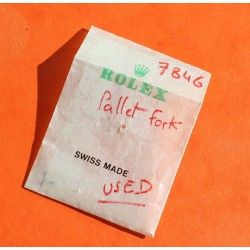 7846
ROLEX
Pallet Fork
SWISS MADE
USED